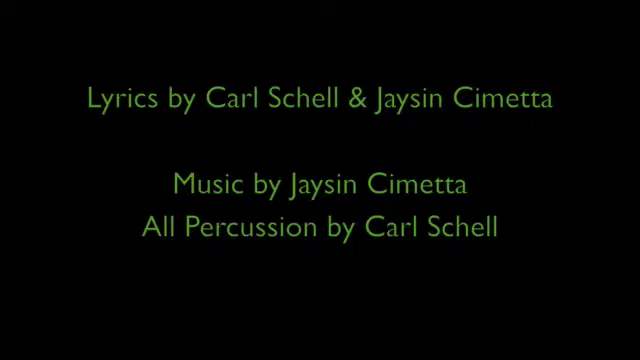 Lyrics by Carl Schell & Jaysin Cimetta
Music by Jaysin Cimetta
All Percussion by Carl Schell